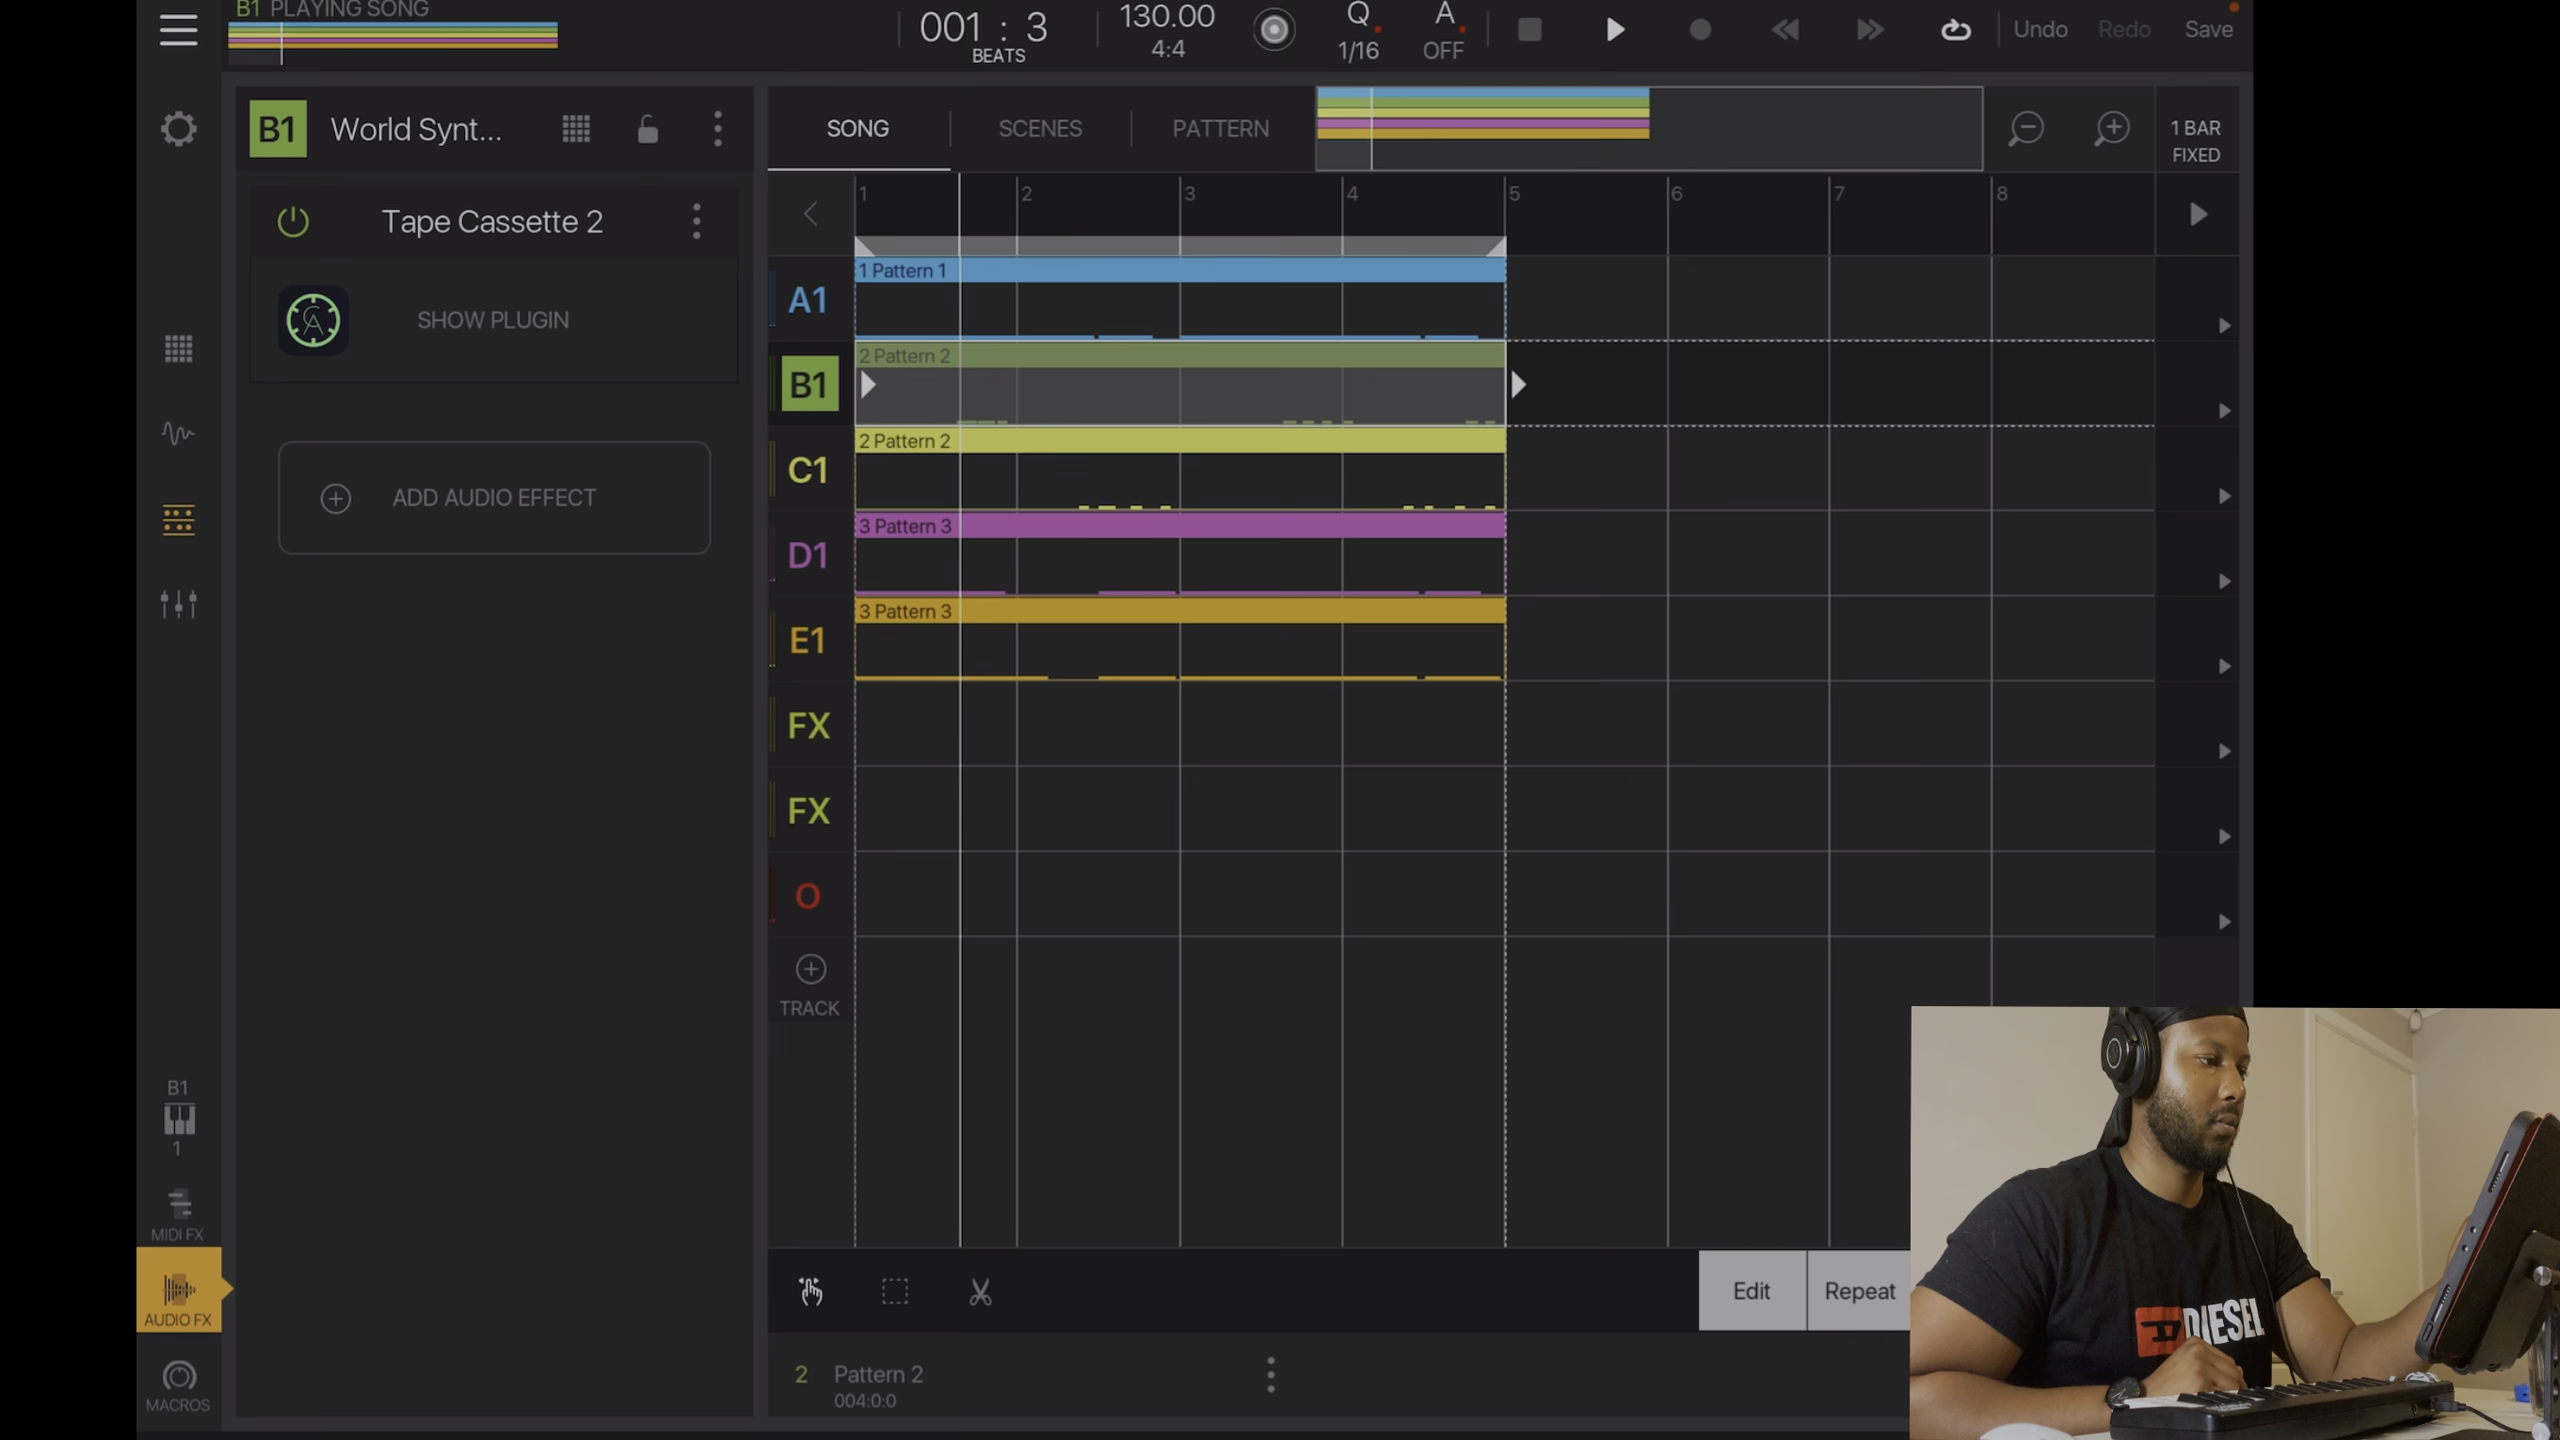 B1 PLAYING SONG
001 : 3
BEATS
130.00
4:4
Q
1/16
A
OFF
Undo
Redo
Save
B1
World Synt...
SONG
SCENES
PATTERN
1 BAR
FIXED
Tape Cassette 2
SHOW PLUGIN
ADD AUDIO EFFECT
1
2
3
4
5
6
7
8
A1
1 Pattern 1
B1
2 Pattern 2
C1
2 Pattern 2
D1
3 Pattern 3
E1
3 Pattern 3
FX
FX
O
TRACK
B1
1
MIDI FX
AUDIO FX
MACROS
Edit
Repeat
2 Pattern 2
004:0:0
DIESEL